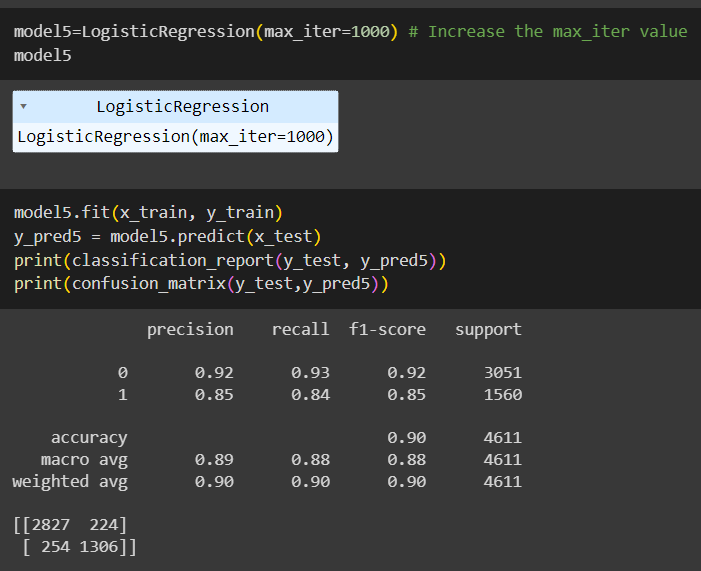 model5=LogisticRegression(max_iter=1000) # Increase the max_iter value
model5
LogisticRegression
LogisticRegression(max_iter=1000)
model5.fit(x_train, y_train)
y_pred5 = model5.predict(x_test)
print(classification_report(y_test, y_pred5))
print(confusion_matrix(y_test,y_pred5))
precision recall f1-score support
0 0.92 0.93 0.92 3051
1 0.85 0.84 0.85 1560
accuracy 0.90 4611
macro avg 0.89 0.88 0.88 4611
weighted avg 0.90 0.90 0.90 4611
[[2827 224]
[ 254 1306]]